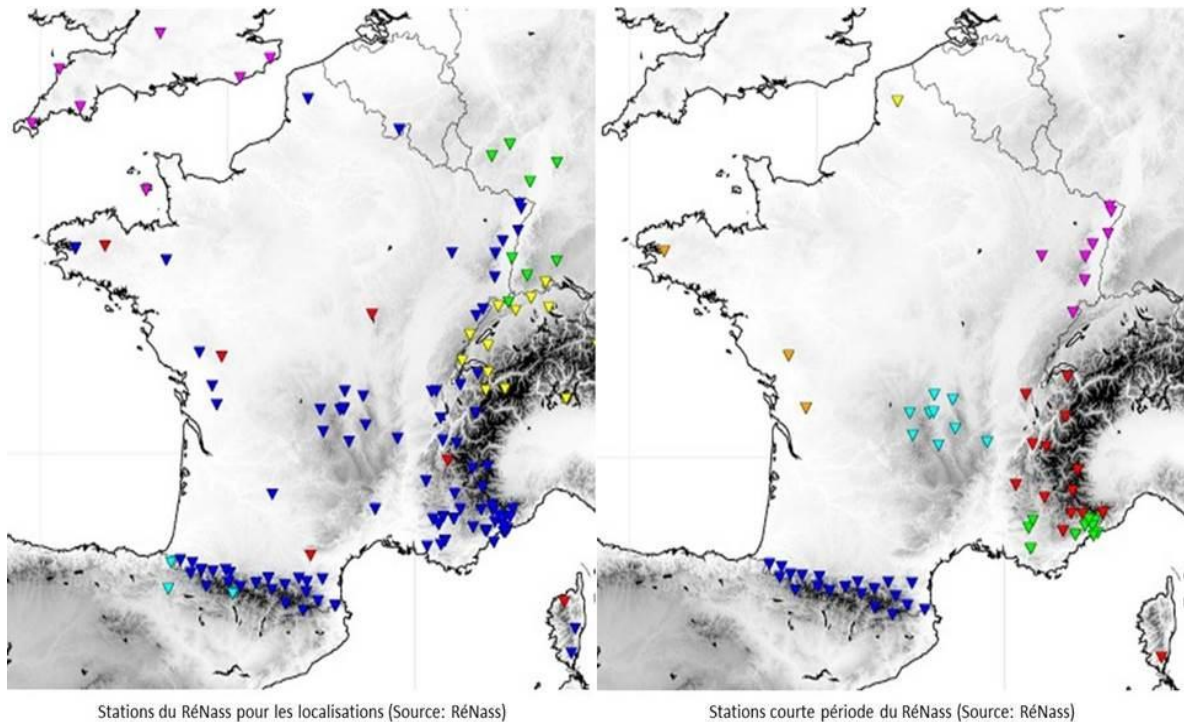 Stations du RéNass pour les localisations (Source: RéNass)
Stations courte période du RéNass (Source: RéNass)